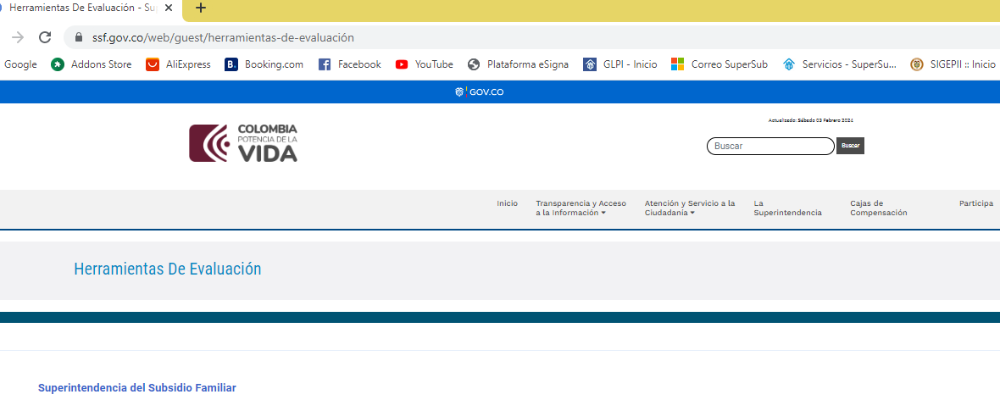 Herramientas De Evaluación - Su
ssf.gov.co/web/guest/herramientas-de-evaluación
Google Addons Store AliExpress Booking.com Facebook YouTube Plataforma eSigna GLPI - Inicio Correo SuperSub Servicios - SuperSu... SIGEPII :: Inicio
GOV.CO
Actualizado: Sábado 03 Febrero 2024
COLOMBIA
POTENCIA DE LA
VIDA
Buscar Buscar
Inicio Transparencia y Acceso Atención y Servicio a la La Cajas de Participa
a la Información Ciudadanía Superintendencia Compensación
Herramientas De Evaluación
Superintendencia del Subsidio Familiar